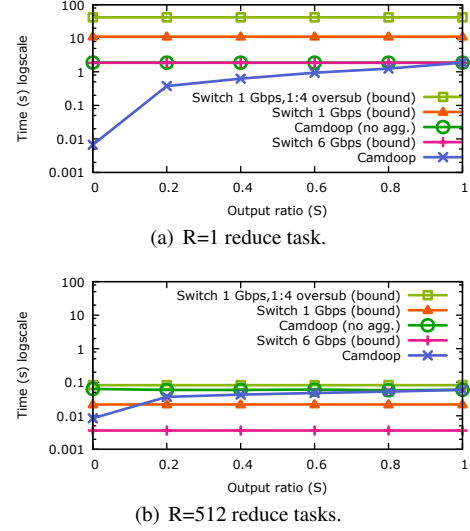 100
10
1
0.1
0.01
0.001
Time (s) logscale
Switch 1 Gbps,1:4 oversub (bound)
Switch 1 Gbps (bound)
Camdoop (no agg.)
Switch 6 Gbps (bound)
Camdoop
0 0.2 0.4 0.6 0.8 1
Output ratio (S)
(a) R=1 reduce task.
100
10
1
0.1
0.01
0.001
Time (s) logscale
Switch 1 Gbps,1:4 oversub (bound)
Switch 1 Gbps (bound)
Camdoop (no agg.)
Switch 6 Gbps (bound)
Camdoop
0 0.2 0.4 0.6 0.8 1
Output ratio (S)
(b) R=512 reduce tasks.